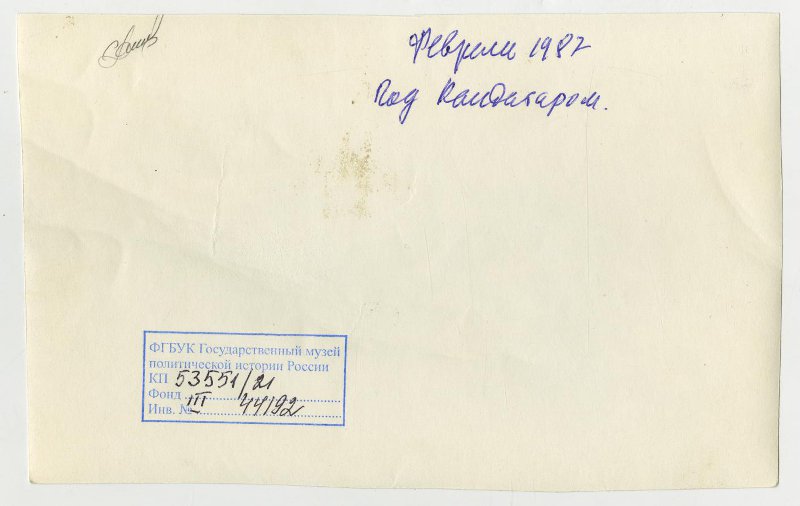 Февраль 1987
Под Кандагаром.
ФГБУК Государственный музей
политической истории России
КП 53551/21
Фонд III
Инв. № 44192